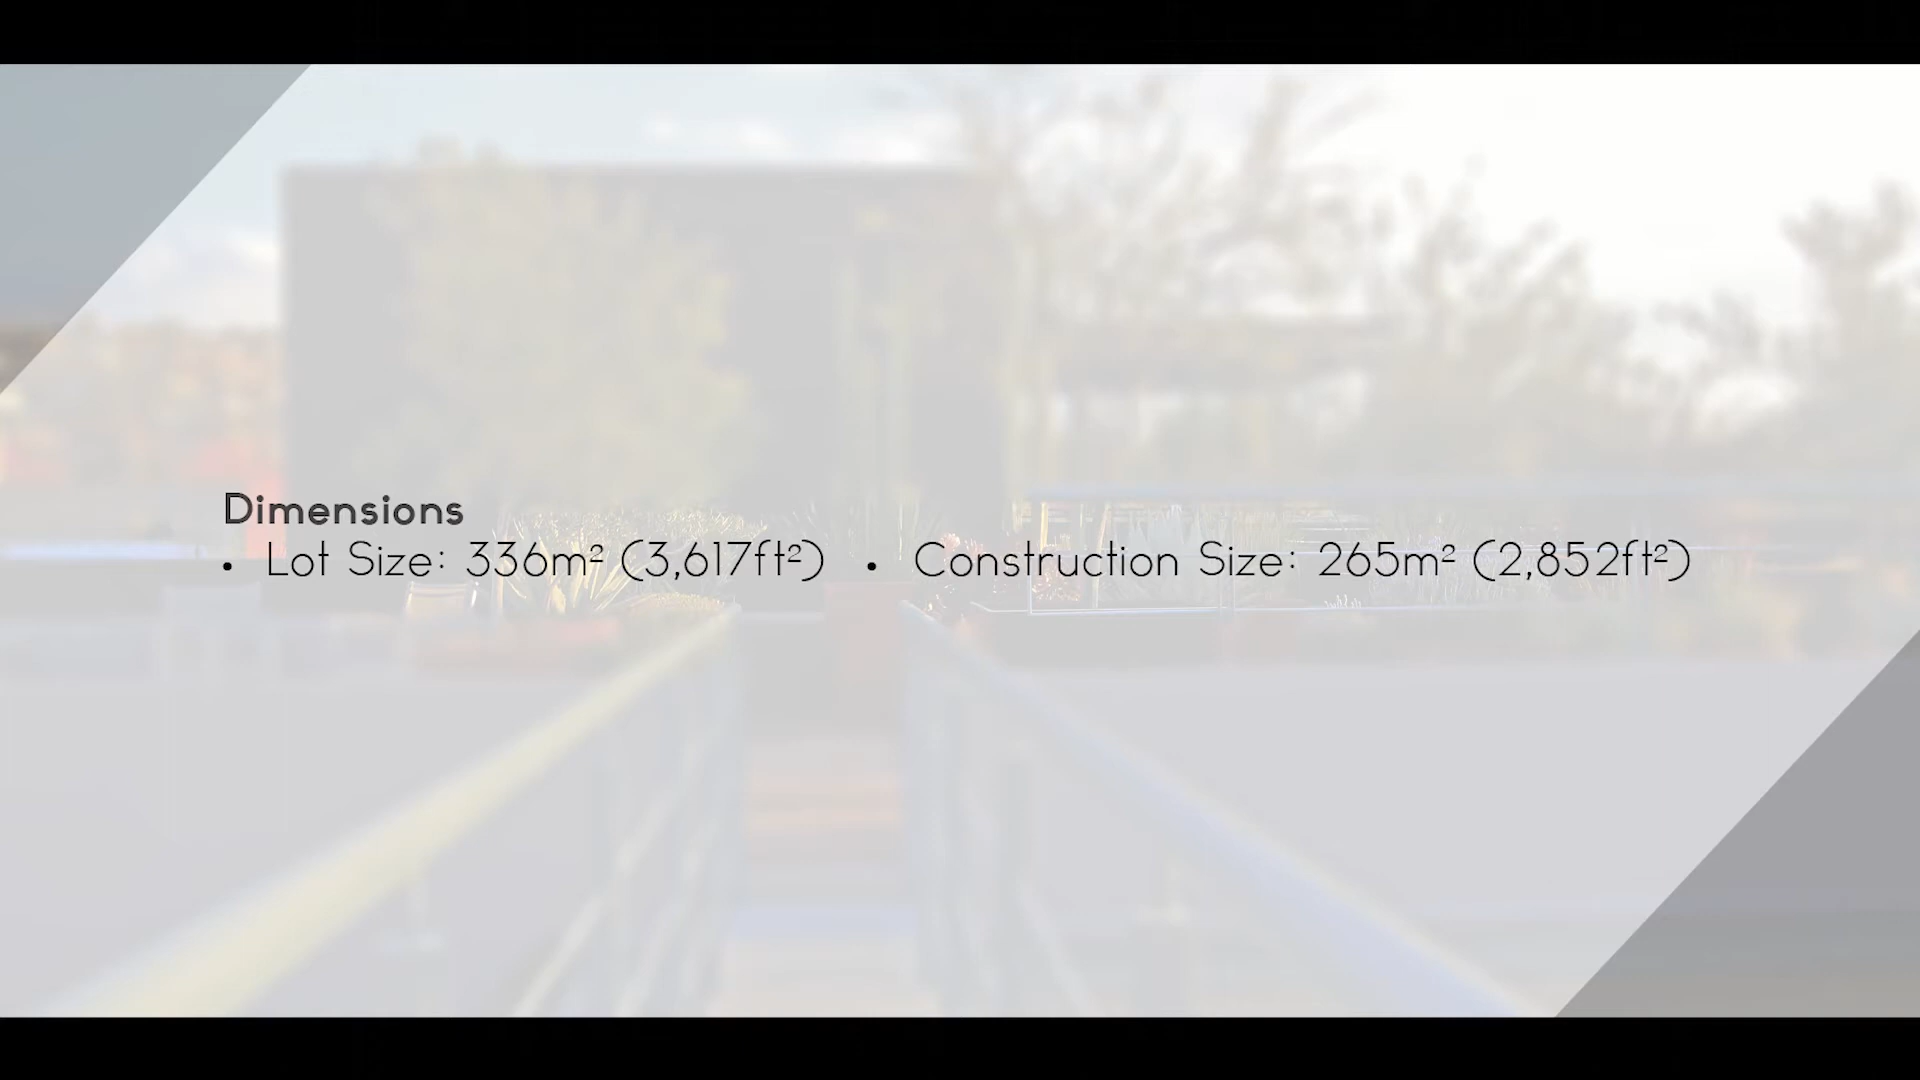 Dimensions
• Lot Size: 336m² (3,617ft²) • Construction Size: 265m² (2,852ft²)